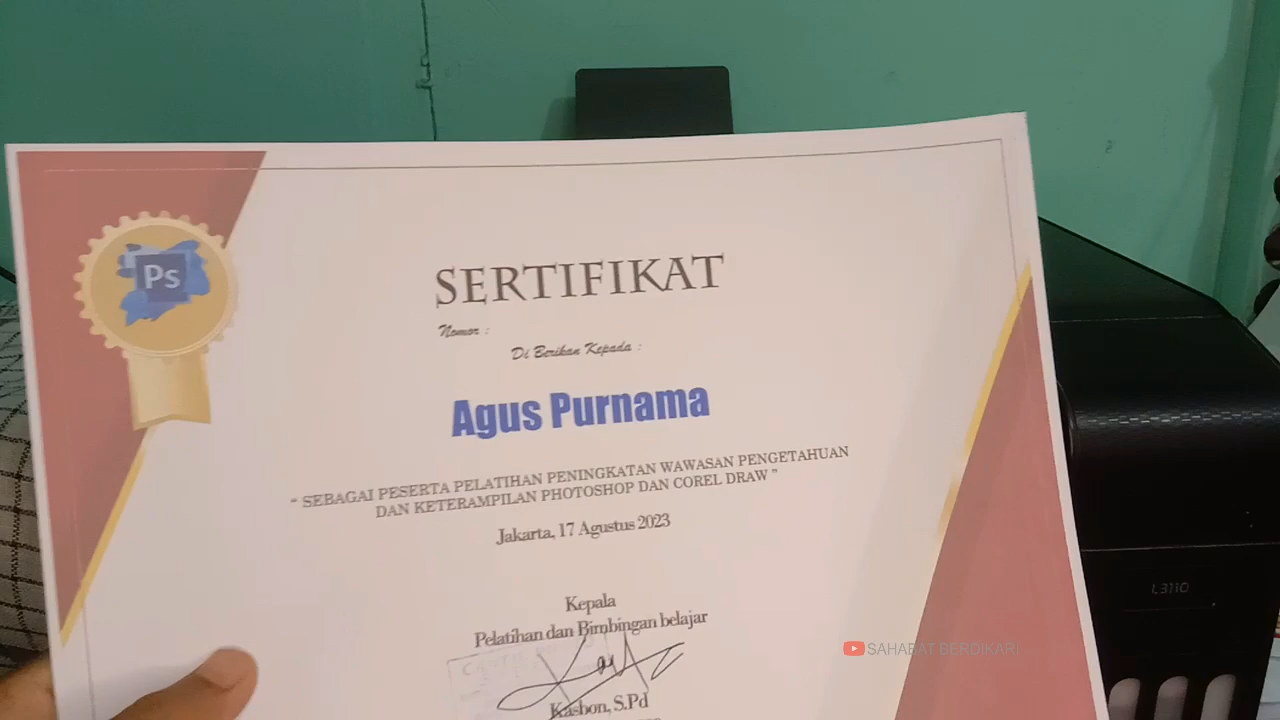 Ps
SERTIFIKAT
Nomor :
Di Berikan Kepada :
Agus Purnama
“ SEBAGAI PESERTA PELATIHAN PENINGKATAN WAWASAN PENGETAHUAN
DAN KETERAMPILAN PHOTOSHOP DAN COREL DRAW ”
Jakarta, 17 Agustus 2023
Kepala
Pelatihan dan Bimbingan belajar
Kasbon, S.Pd
L3110
SAHABAT BERDIKARI